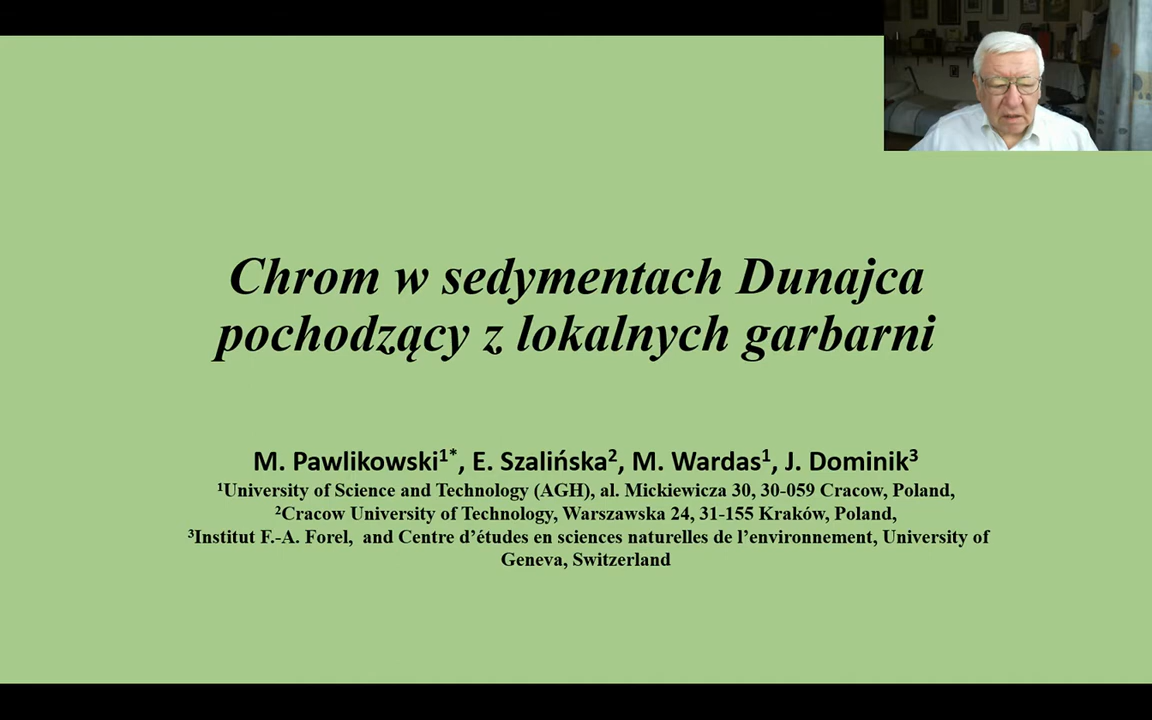 Chrom w sedymentach Dunajca
pochodzący z lokalnych garbarni
M. Pawlikowski¹*, E. Szalińska², M. Wardas¹, J. Dominik³
¹University of Science and Technology (AGH), al. Mickiewicza 30, 30-059 Cracow, Poland,
²Cracow University of Technology, Warszawska 24, 31-155 Kraków, Poland,
³Institut F.-A. Forel, and Centre d’études en sciences naturelles de l’environnement, University of
Geneva, Switzerland